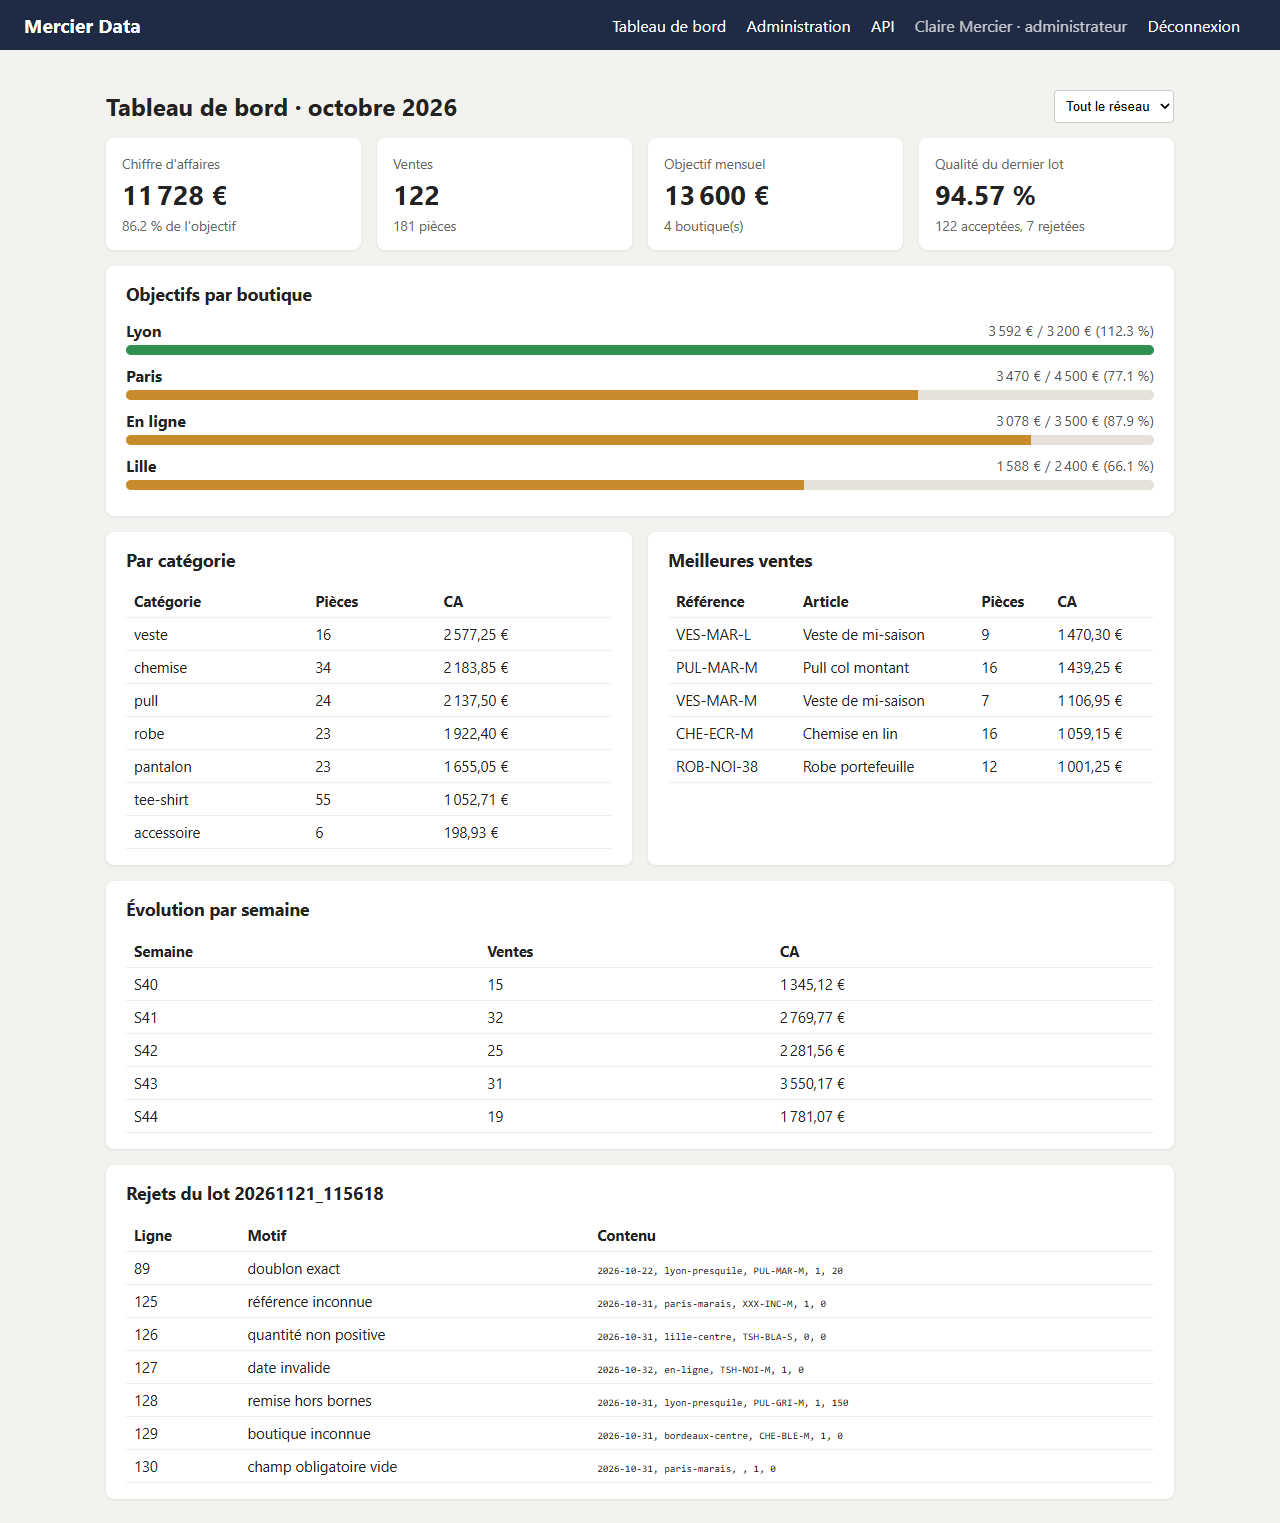 Mercier Data
Tableau de bord Administration API Claire Mercier · administrateur Déconnexion
Tableau de bord · octobre 2026
Tout le réseau
Chiffre d'affaires
11 728 €
86.2 % de l'objectif
Ventes
122
181 pièces
Objectif mensuel
13 600 €
4 boutique(s)
Qualité du dernier lot
94.57 %
122 acceptées, 7 rejetées
Objectifs par boutique
Lyon 3 592 € / 3 200 € (112.3 %)
Paris 3 470 € / 4 500 € (77.1 %)
En ligne 3 078 € / 3 500 € (87.9 %)
Lille 1 588 € / 2 400 € (66.1 %)
Par catégorie
Catégorie Pièces CA
veste 16 2 577,25 €
chemise 34 2 183,85 €
pull 24 2 137,50 €
robe 23 1 922,40 €
pantalon 23 1 655,05 €
tee-shirt 55 1 052,71 €
accessoire 6 198,93 €
Meilleures ventes
Référence Article Pièces CA
VES-MAR-L Veste de mi-saison 9 1 470,30 €
PUL-MAR-M Pull col montant 16 1 439,25 €
VES-MAR-M Veste de mi-saison 7 1 106,95 €
CHE-ECR-M Chemise en lin 16 1 059,15 €
ROB-NOI-38 Robe portefeuille 12 1 001,25 €
Évolution par semaine
Semaine Ventes CA
S40 15 1 345,12 €
S41 32 2 769,77 €
S42 25 2 281,56 €
S43 31 3 550,17 €
S44 19 1 781,07 €
Rejets du lot 20261121_115618
Ligne Motif Contenu
89 doublon exact 2026-10-22, lyon-presquile, PUL-MAR-M, 1, 20
125 référence inconnue 2026-10-31, paris-marais, XXX-INC-M, 1, 0
126 quantité non positive 2026-10-31, lille-centre, TSH-BLA-S, 0, 0
127 date invalide 2026-10-32, en-ligne, TSH-NOI-M, 1, 0
128 remise hors bornes 2026-10-31, lyon-presquile, PUL-GRI-M, 1, 150
129 boutique inconnue 2026-10-31, bordeaux-centre, CHE-BLE-M, 1, 0
130 champ obligatoire vide 2026-10-31, paris-marais, , 1, 0